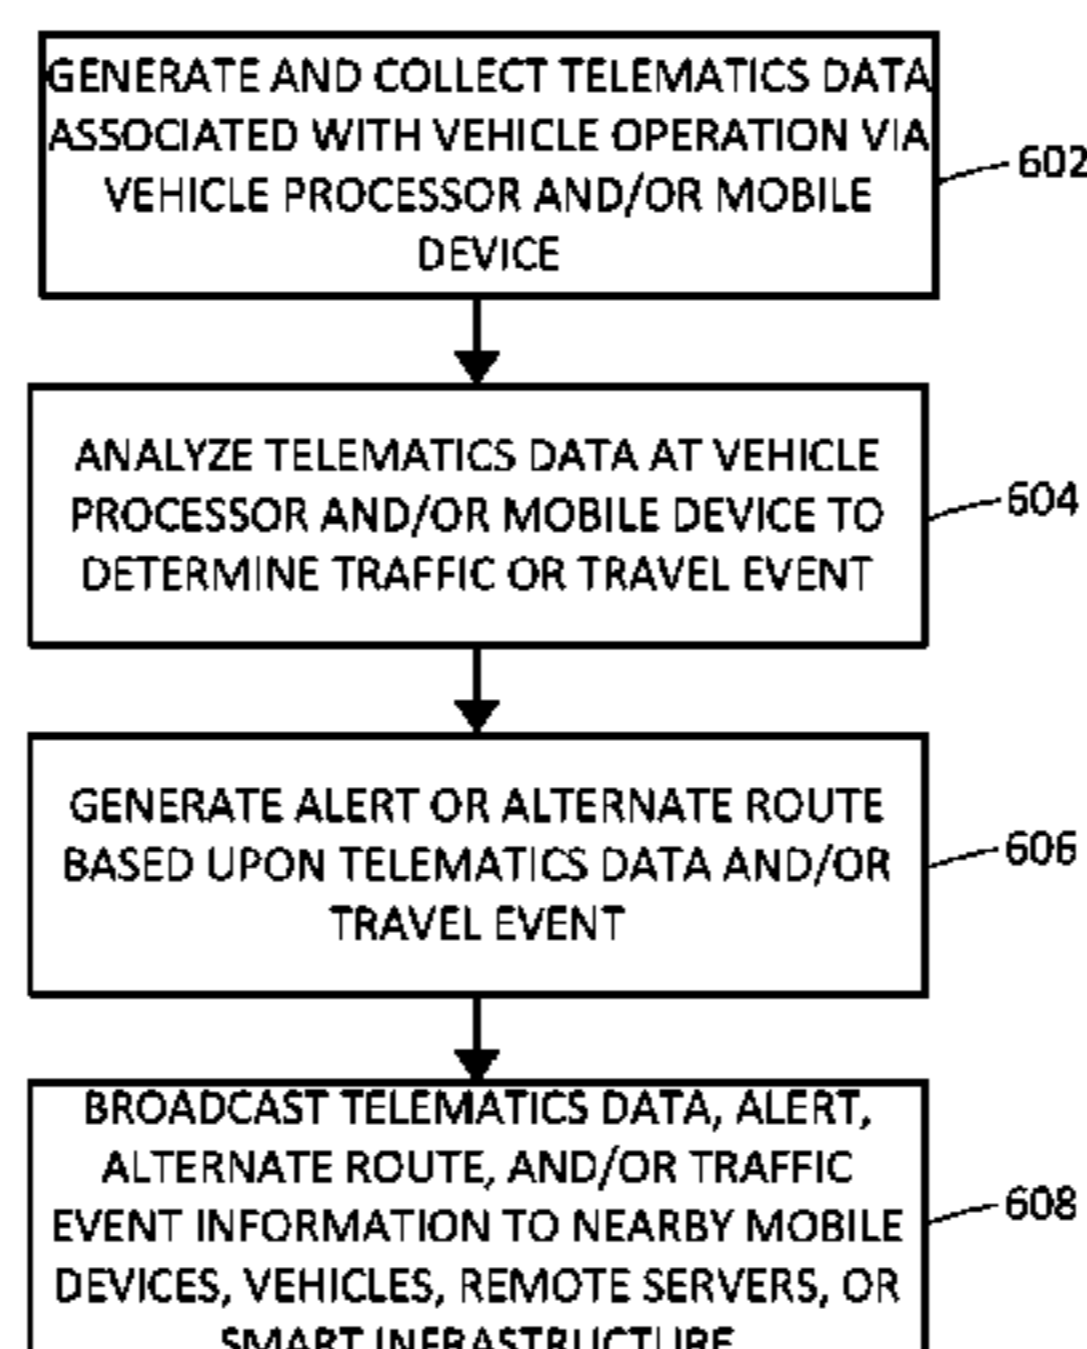 GENERATE AND COLLECT TELEMATICS DATA
ASSOCIATED WITH VEHICLE OPERATION VIA
VEHICLE PROCESSOR AND/OR MOBILE
DEVICE
602
ANALYZE TELEMATICS DATA AT VEHICLE
PROCESSOR AND/OR MOBILE DEVICE TO
DETERMINE TRAFFIC OR TRAVEL EVENT
604
GENERATE ALERT OR ALTERNATE ROUTE
BASED UPON TELEMATICS DATA AND/OR
TRAVEL EVENT
606
BROADCAST TELEMATICS DATA, ALERT,
ALTERNATE ROUTE, AND/OR TRAFFIC
EVENT INFORMATION TO NEARBY MOBILE
DEVICES, VEHICLES, REMOTE SERVERS, OR
SMART INFRASTRUCTURE
608